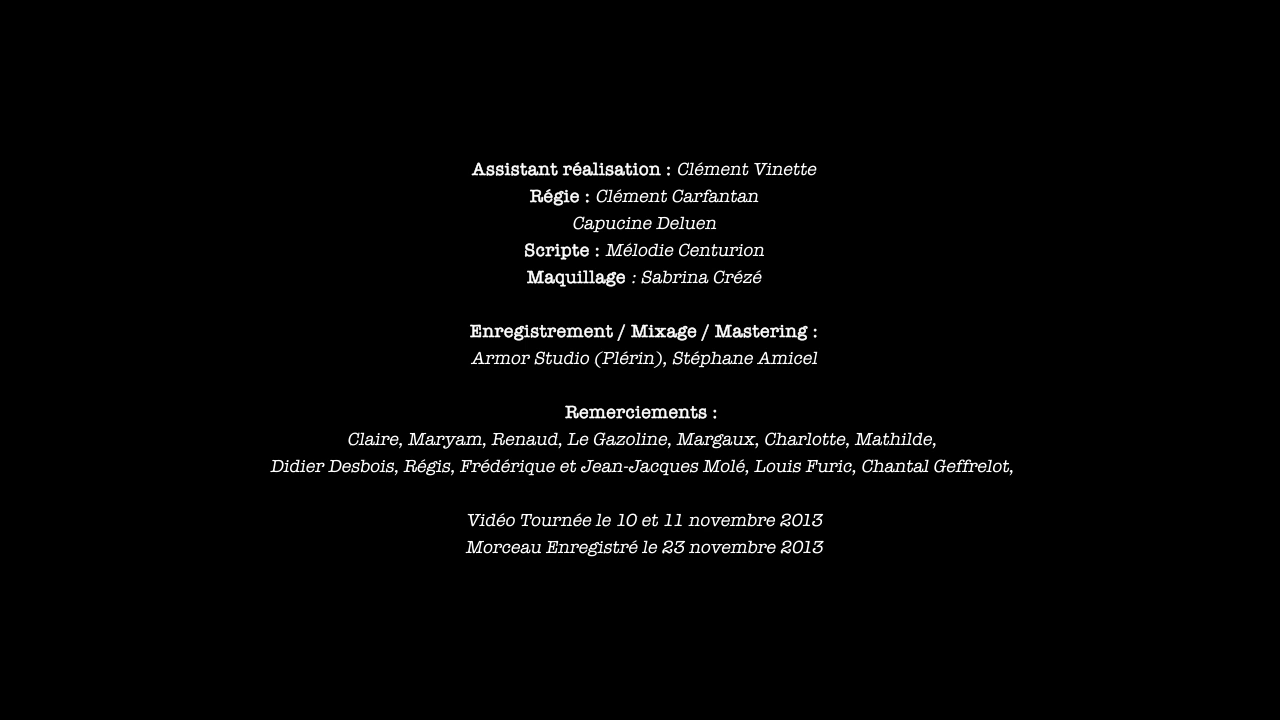 Assistant réalisation : Clément Vinette
Régie : Clément Carfantan
Capucine Deluen
Scripte : Mélodie Centurion
Maquillage : Sabrina Crézé
Enregistrement / Mixage / Mastering :
Armor Studio (Plérin), Stéphane Amicel
Remerciements :
Claire, Maryam, Renaud, Le Gazoline, Margaux, Charlotte, Mathilde,
Didier Desbois, Régis, Frédérique et Jean-Jacques Molé, Louis Furic, Chantal Geffrelot,
Vidéo Tournée le 10 et 11 novembre 2013
Morceau Enregistré le 23 novembre 2013